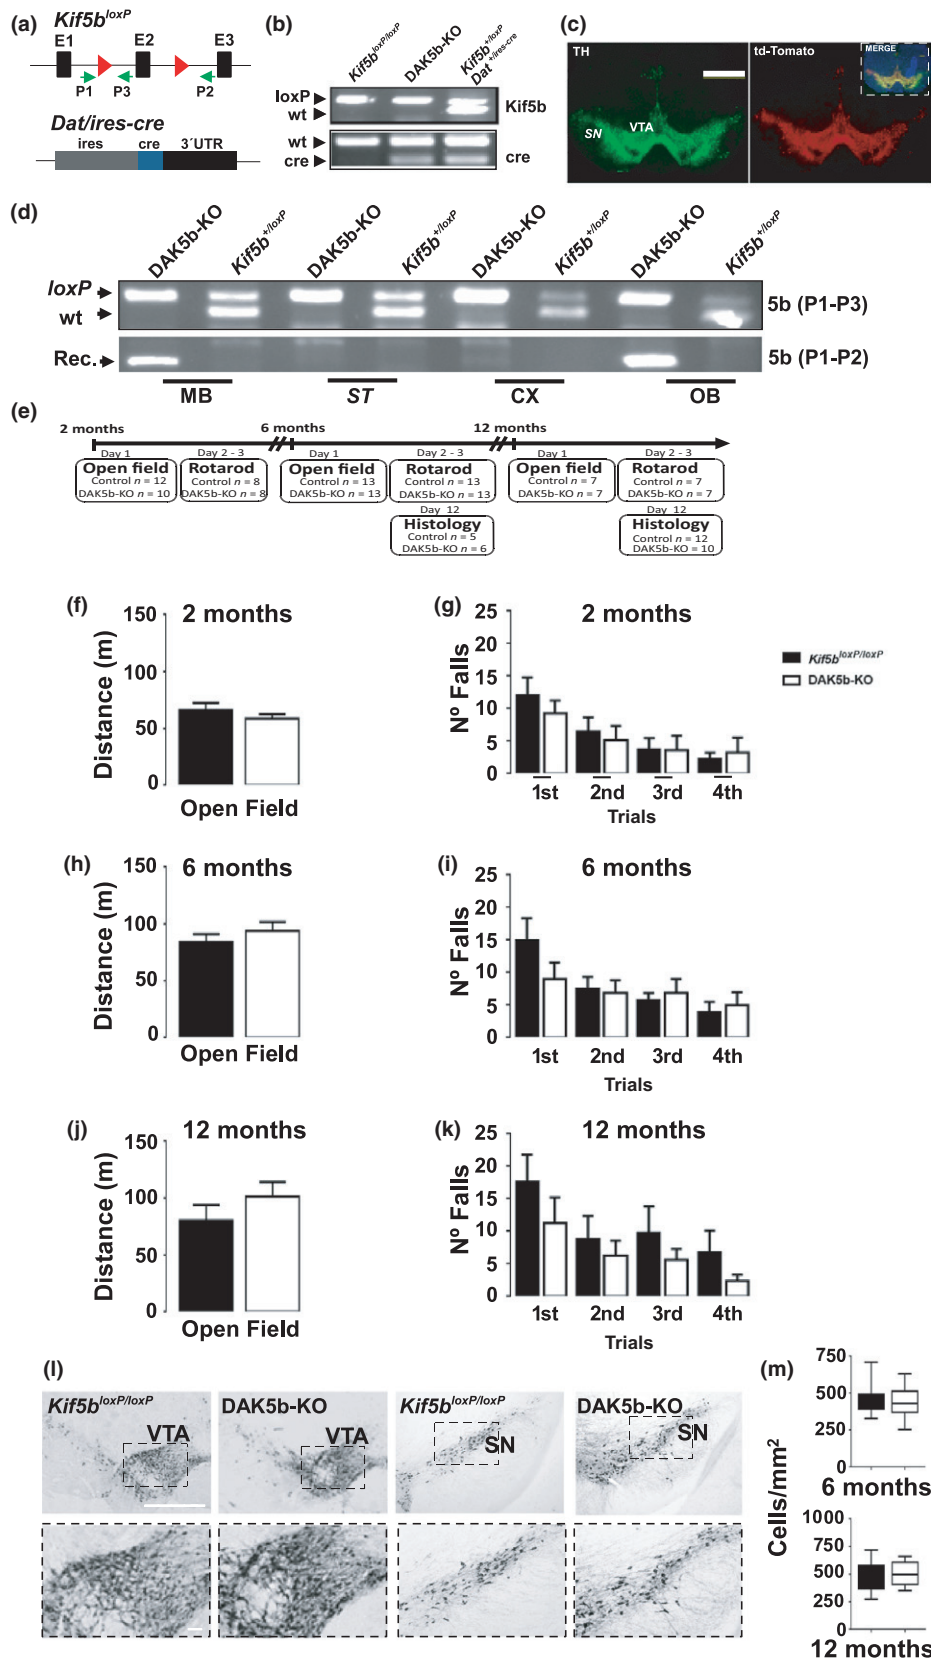 (a)
Kif5b^loxP
E1 E2 E3
P1 P3 P2
Dat/ires-cre
ires cre 3´UTR
(b)
Kif5b^loxP/loxP
DAK5b-KO
Kif5b^+/loxP
Dat^+/ires-cre
loxP
wt
Kif5b
wt
cre
cre
(c)
TH
SN
VTA
td-Tomato
MERGE
(d)
DAK5b-KO
Kif5b^+/loxP
DAK5b-KO
Kif5b^+/loxP
DAK5b-KO
Kif5b^+/loxP
DAK5b-KO
Kif5b^+/loxP
loxP
wt
5b (P1-P3)
Rec.
5b (P1-P2)
MB ST CX OB
(e)
2 months 6 months 12 months
Day 1
Open field
Control n = 12
DAK5b-KO n = 10
Day 2 - 3
Rotarod
Control n = 8
DAK5b-KO n = 8
Day 1
Open field
Control n = 13
DAK5b-KO n = 13
Day 2 - 3
Rotarod
Control n = 13
DAK5b-KO n = 13
Day 12
Histology
Control n = 5
DAK5b-KO n = 6
Day 1
Open field
Control n = 7
DAK5b-KO n = 7
Day 2 - 3
Rotarod
Control n = 7
DAK5b-KO n = 7
Day 12
Histology
Control n = 12
DAK5b-KO n = 10
(f)
2 months
Distance (m)
150
100
50
0
Open Field
(g)
2 months
Nº Falls
25
20
15
10
5
0
1st 2nd 3rd 4th
Trials
Kif5b^loxP/loxP
DAK5b-KO
(h)
6 months
Distance (m)
150
100
50
0
Open Field
(i)
6 months
Nº Falls
25
20
15
10
5
0
1st 2nd 3rd 4th
Trials
(j)
12 months
Distance (m)
150
100
50
0
Open Field
(k)
12 months
Nº Falls
25
20
15
10
5
0
1st 2nd 3rd 4th
Trials
(l)
Kif5b^loxP/loxP
VTA
DAK5b-KO
VTA
Kif5b^loxP/loxP
SN
DAK5b-KO
SN
(m)
Cells/mm²
750
500
250
0
6 months
1000
750
500
250
0
12 months